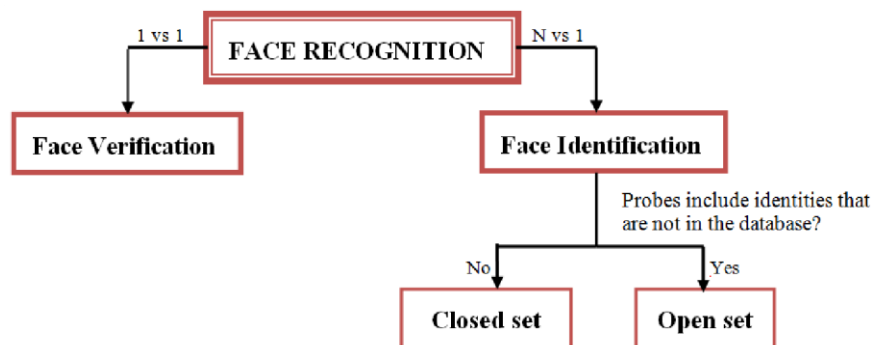 1 vs 1
FACE RECOGNITION
N vs 1
Face Verification
Face Identification
Probes include identities that
are not in the database?
No
Yes
Closed set
Open set